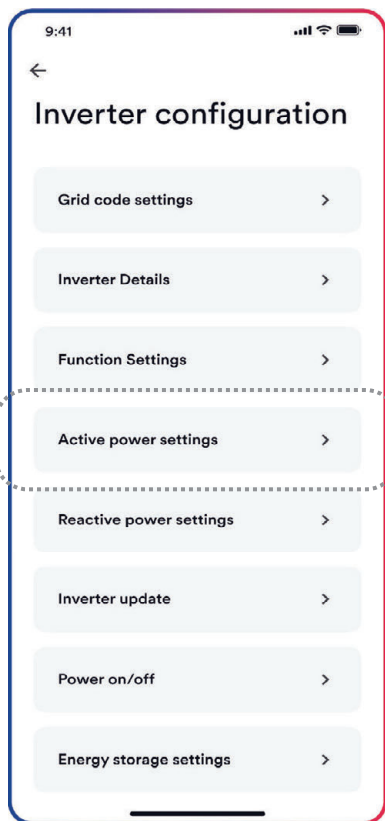 9:41
Inverter configuration
Grid code settings
Inverter Details
Function Settings
Active power settings
Reactive power settings
Inverter update
Power on/off
Energy storage settings